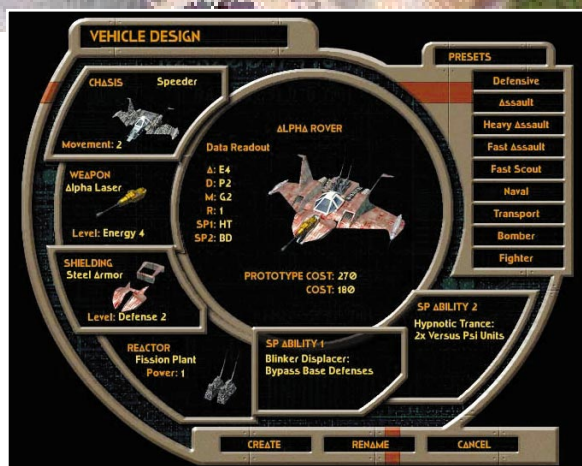 VEHICLE DESIGN
PRESETS
CHASIS
Speeder
Movement: 2
WEAPON
Alpha Laser
Level: Energy 4
SHIELDING
Steel Armor
Level: Defense 2
REACTOR
Fission Plant
Power: 1
ALPHA ROVER
Data Readout
A: E4
D: P2
M: G2
R: 1
SP1: HT
SP2: BD
PROTOTYPE COST: 270
COST: 180
SP ABILITY 1
Blinker Displacer:
Bypass Base Defenses
SP ABILITY 2
Hypnotic Trance:
2x Versus Psi Units
Defensive
Assault
Heavy Assault
Fast Assault
Fast Scout
Naval
Transport
Bomber
Fighter
CREATE
RENAME
CANCEL